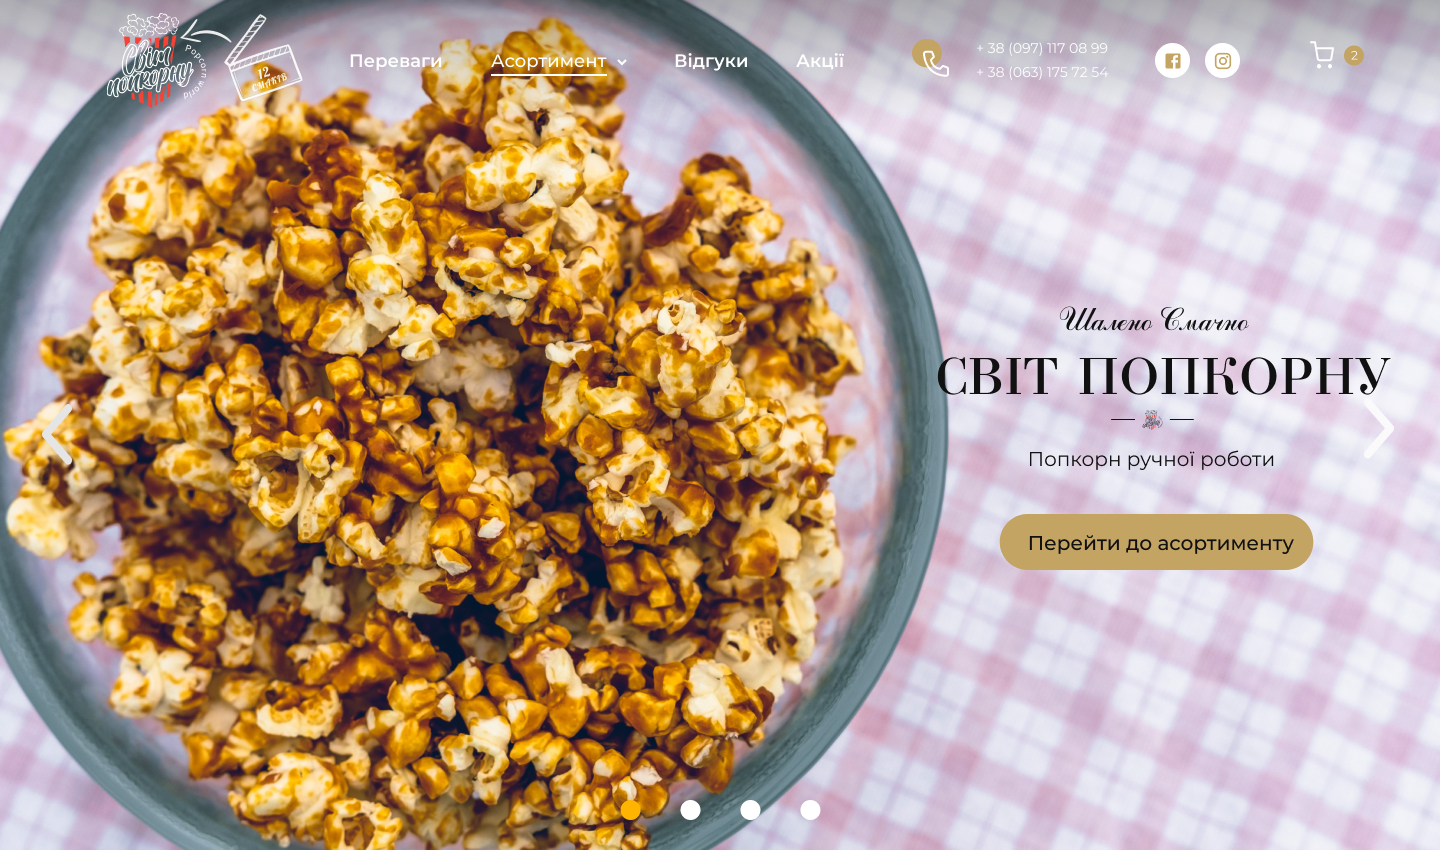 Світ
попкорну
Popcorn world
12
СМАКІВ
Переваги
Асортимент
Відгуки
Акції
+ 38 (097) 117 08 99
+ 38 (063) 175 72 54
2
Шалено Смачно
СВІТ ПОПКОРНУ
Попкорн ручної роботи
Перейти до асортименту